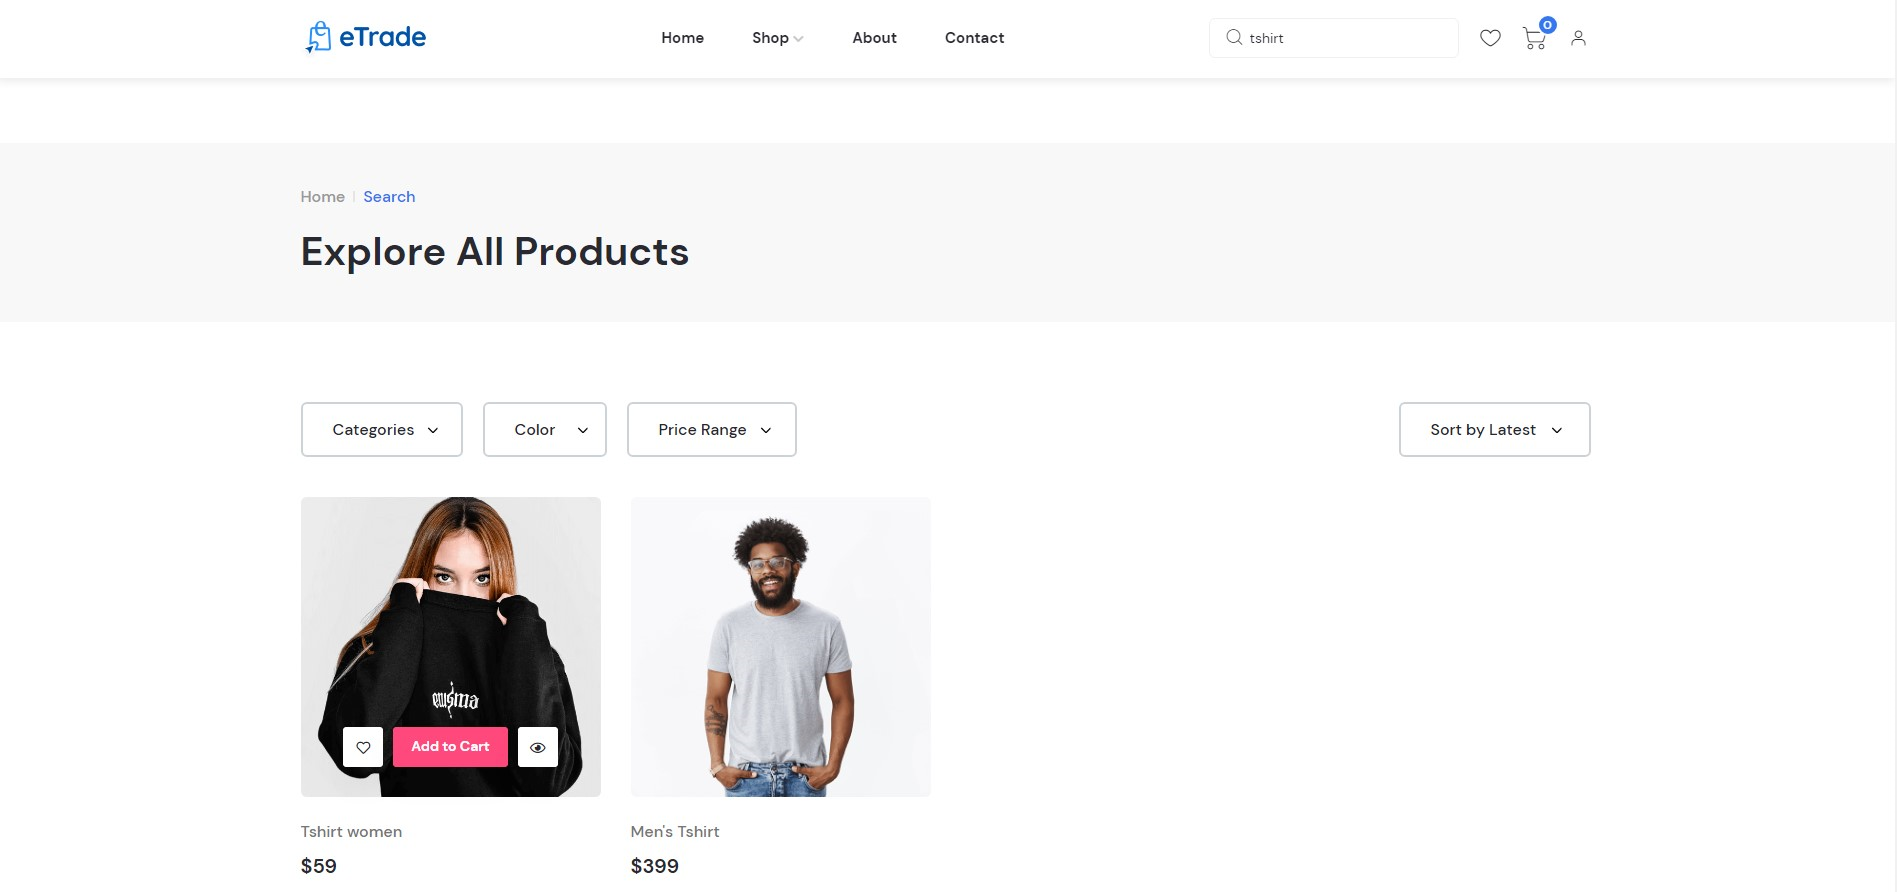 eTrade
Home
Shop
About
Contact
tshirt
0
Home | Search
Explore All Products
Categories
Color
Price Range
Sort by Latest
enigma
Add to Cart
Tshirt women
$59
Men's Tshirt
$399